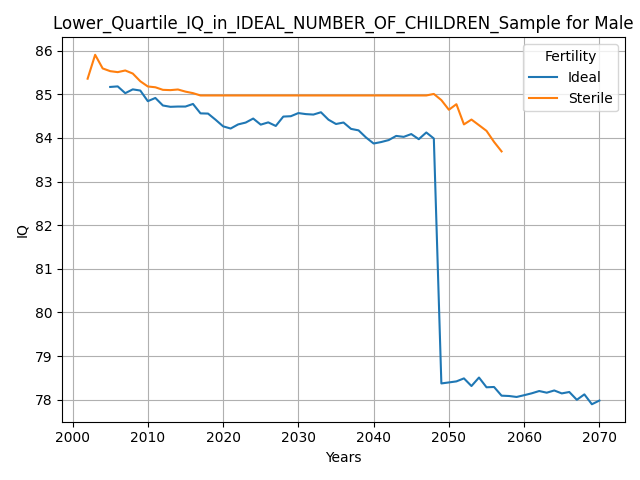 Lower_Quartile_IQ_in_IDEAL_NUMBER_OF_CHILDREN_Sample for Male
Fertility
Ideal
Sterile
IQ
86
85
84
83
82
81
80
79
78
2000 2010 2020 2030 2040 2050 2060 2070
Years